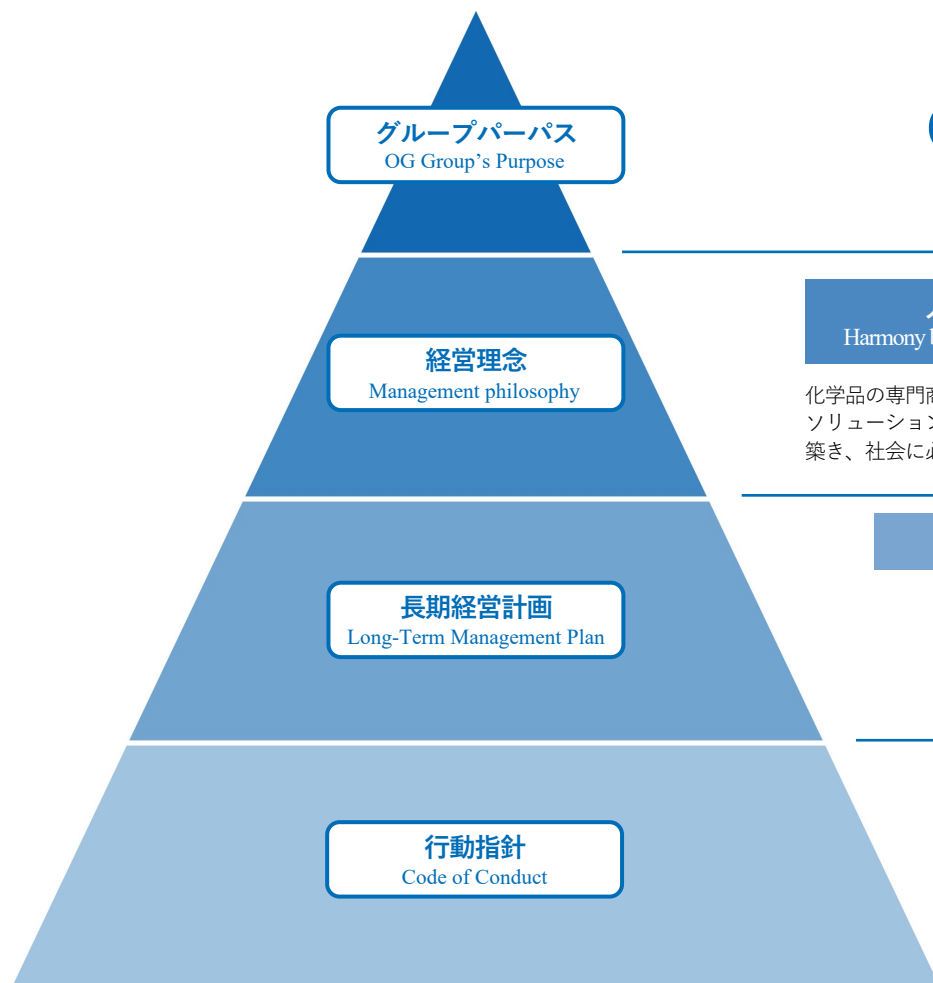 グループパーパス
OG Group's Purpose
Harmony
経営理念
Management philosophy
化学品の専門
ソリューション
築き、社会に
長期経営計画
Long-Term Management Plan
行動指針
Code of Conduct